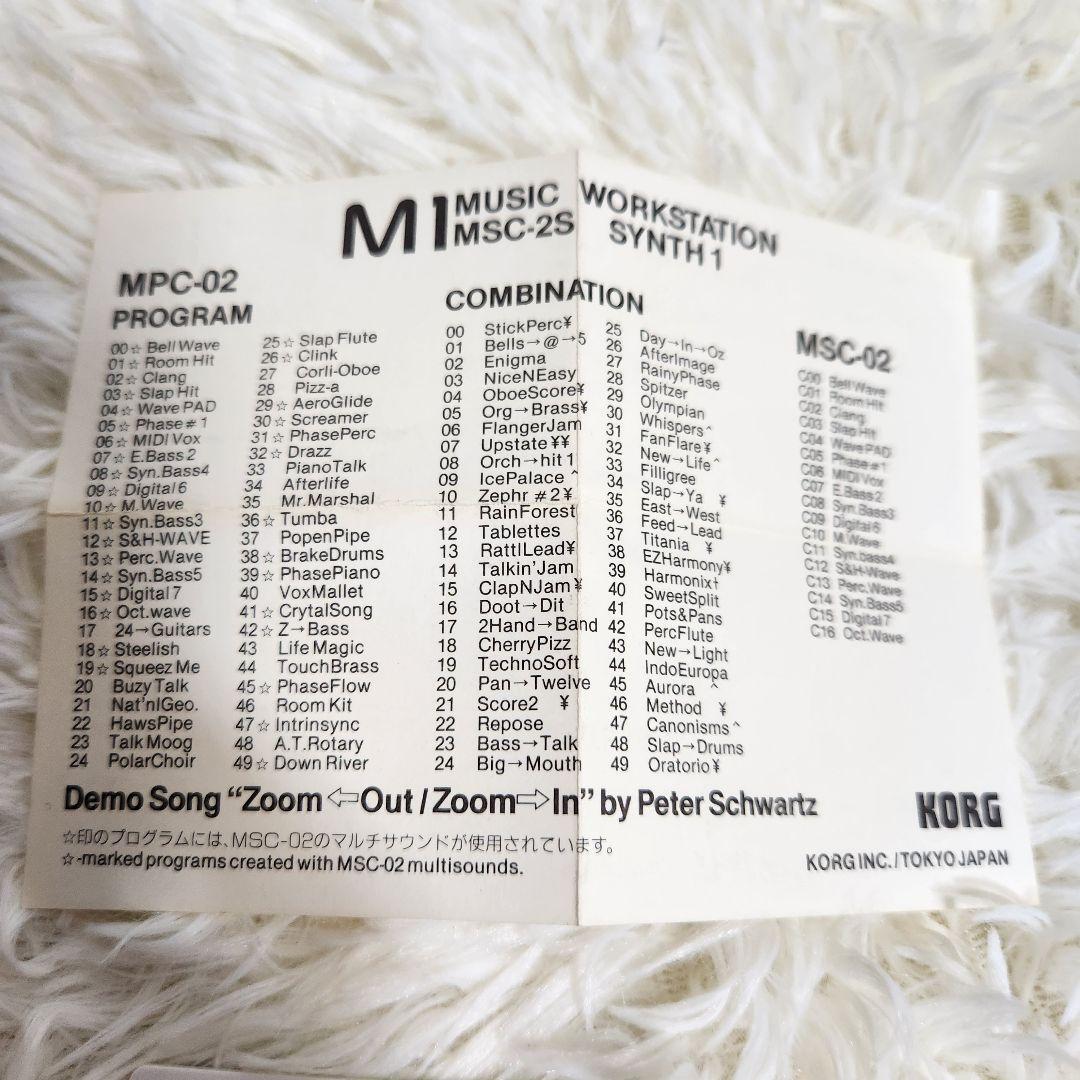 M1 MUSIC WORKSTATION
MSC-2S SYNTH 1
MPC-02
PROGRAM
00☆ Bell Wave
01☆ Room Hit
02☆ Clang
03☆ Slap Hit
04☆ Wave PAD
05☆ Phase #1
06☆ MIDI Vox
07☆ E.Bass2
08☆ Syn.Bass4
09☆ Digital6
10☆ M.Wave
11☆ Syn.Bass3
12☆ S&H-WAVE
13☆ Perc.Wave
14☆ Syn.Bass5
15☆ Digital7
16☆ Oct.wave
17 24→Guitars
18☆ Steelish
19☆ Squeez Me
20 Buzy Talk
21 Nat'nlGeo.
22 HawsPipe
23 Talk Moog
24 PolarChoir
25☆ Slap Flute
26☆ Clink
27 Corli-Oboe
28 Pizz-a
29☆ AeroGlide
30☆ Screamer
31☆ PhasePerc
32☆ Drazz
33 PianoTalk
34 Afterlife
35 Mr.Marshal
36☆ Tumba
37 PopenPipe
38☆ BrakeDrums
39☆ PhasePiano
40 VoxMallet
41☆ CrytalSong
42☆ Z→Bass
43 Life Magic
44 TouchBrass
45☆ PhaseFlow
46 Room Kit
47☆ Intrinsync
48 A.T.Rotary
49☆ Down River
COMBINATION
00 StickPerc¥
01 Bells→@→5
02 Enigma
03 NiceNEasy
04 OboeScore¥
05 Org→Brass¥
06 FlangerJam
07 Upstate¥¥
08 Orch→hit1
09 IcePalace ^
10 Zephr #2¥
11 RainForest
12 Tablettes
13 RattlLead¥
14 Talkin'Jam
15 ClapNJam¥
16 Doot→Dit
17 2Hand→Band
18 CherryPizz
19 TechnoSoft
20 Pan→Twelve
21 Score2 ¥
22 Repose
23 Bass→Talk
24 Big→Mouth
25 Day→In→Oz
26 AfterImage
27 RainyPhase
28 Spitzer
29 Olympian
30 Whispers^
31 FanFlare¥
32 New→Life^
33 Filligree
34 Slap→Ya ¥
35 East→West
36 Feed→Lead
37 Titania ¥
38 EZHarmony¥
39 Harmonix†
40 SweetSplit
41 Pots&Pans
42 PercFlute
43 New→Light
44 IndoEuropa
45 Aurora ^
46 Method ¥
47 Canonisms^
48 Slap→Drums
49 Oratorio¥
MSC-02
C00 Bell Wave
C01 Room Hit
C02 Clang
C03 Slap Hit
C04 Wave PAD
C05 Phase #1
C06 MIDI Vox
C07 E.Bass2
C08 Syn.Bass3
C09 Digital6
C10 M.Wave
C11 Syn.bass4
C12 S&H-Wave
C13 Perc.Wave
C14 Syn.Bass5
C15 Digital7
C16 Oct.Wave
Demo Song "Zoom⇦Out / Zoom⇨In" by Peter Schwartz
☆印のプログラムには、MSC-02のマルチサウンドが使用されています。
☆-marked programs created with MSC-02 multisounds.
KORG
KORG INC. / TOKYO JAPAN